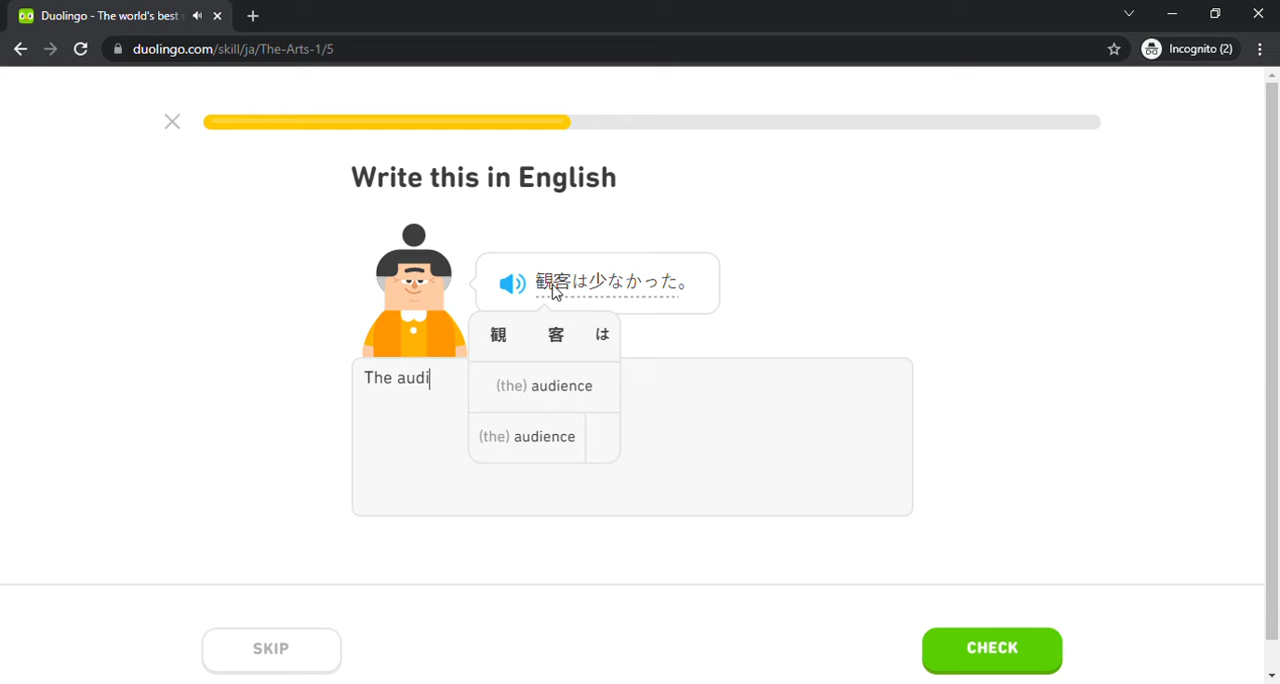 Duolingo - The world's best
duolingo.com/skill/ja/The-Arts-1/5
Incognito (2)
Write this in English
観客は少なかった。
観 客 は
(the) audience
(the) audience
The audi
SKIP
CHECK